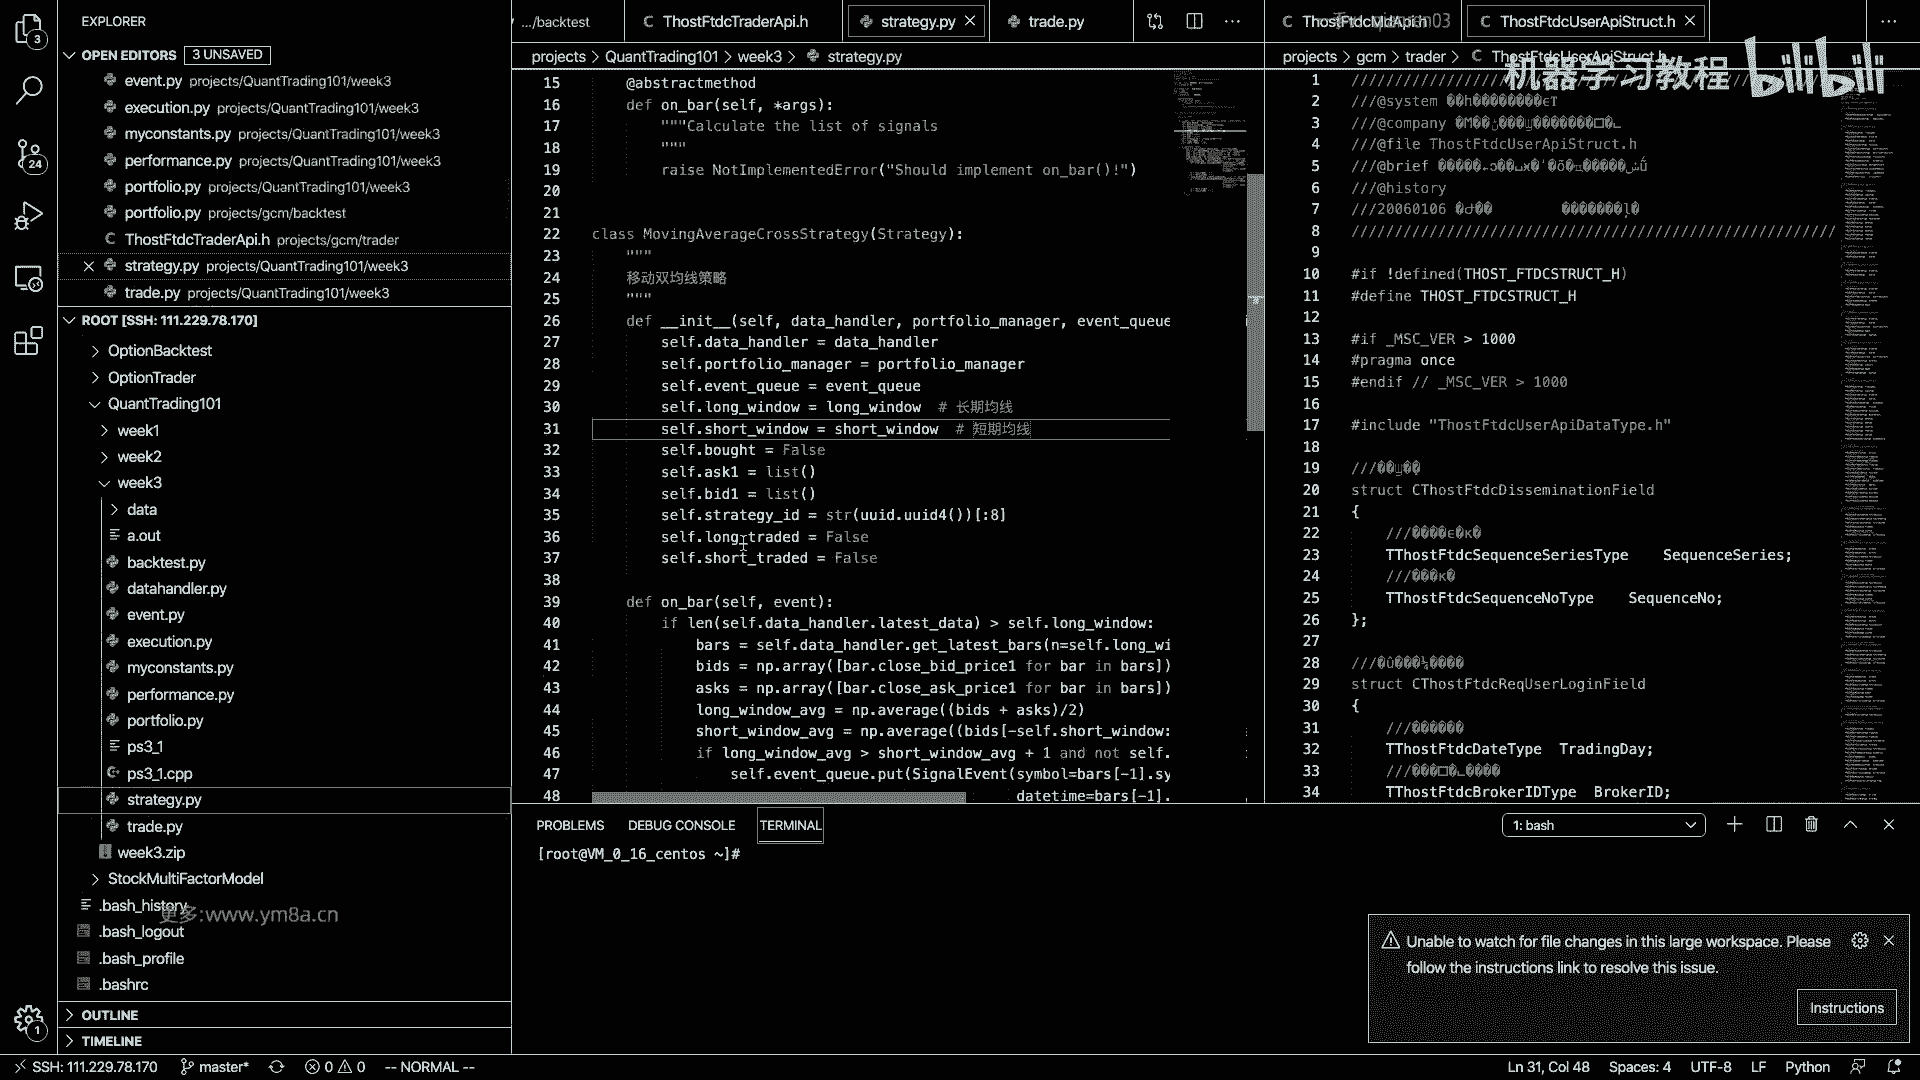 EXPLORER
OPEN EDITORS 3 UNSAVED
event.py projects/QuantTrading101/week3
execution.py projects/QuantTrading101/week3
myconstants.py projects/QuantTrading101/week3
performance.py projects/QuantTrading101/week3
portfolio.py projects/QuantTrading101/week3
portfolio.py projects/gcm/backtest
ThostFtdcTraderApi.h projects/gcm/trader
strategy.py projects/QuantTrading101/week3
trade.py projects/QuantTrading101/week3
ROOT [SSH: 111.229.78.170]
OptionBacktest
OptionTrader
QuantTrading101
week1
week2
week3
data
a.out
backtest.py
datahandler.py
event.py
execution.py
myconstants.py
performance.py
portfolio.py
ps3_1
ps3_1.cpp
strategy.py
trade.py
week3.zip
StockMultiFactorModel
.bash_history
更多:www.ym8a.cn
.bash_logout
.bash_profile
.bashrc
OUTLINE
TIMELINE
.../backtest
ThostFtdcTraderApi.h
strategy.py
trade.py
projects > QuantTrading101 > week3 > strategy.py
15 @abstractmethod
16 def on_bar(self, *args):
17 """Calculate the list of signals
18 """
19 raise NotImplementedError("Should implement on_bar()!")
20
21
22 class MovingAverageCrossStrategy(Strategy):
23 """
24 移动双均线策略
25 """
26 def __init__(self, data_handler, portfolio_manager, event_queue
27 self.data_handler = data_handler
28 self.portfolio_manager = portfolio_manager
29 self.event_queue = event_queue
30 self.long_window = long_window # 长期均线
31 self.short_window = short_window # 短期均线
32 self.bought = False
33 self.ask1 = list()
34 self.bid1 = list()
35 self.strategy_id = str(uuid.uuid4())[:8]
36 self.long_traded = False
37 self.short_traded = False
38
39 def on_bar(self, event):
40 if len(self.data_handler.latest_data) > self.long_window:
41 bars = self.data_handler.get_latest_bars(n=self.long_wi
42 bids = np.array([bar.close_bid_price1 for bar in bars])
43 asks = np.array([bar.close_ask_price1 for bar in bars])
44 long_window_avg = np.average((bids + asks)/2)
45 short_window_avg = np.average((bids[-self.short_window:
46 if long_window_avg > short_window_avg + 1 and not self.
47 self.event_queue.put(SignalEvent(symbol=bars[-1].sy
48 datetime=bars[-1].
ThostFtdcUserApiStruct.h
projects > gcm > trader > ThostFtdcUserApiStruct.h
机器学习教程 bilibili
1
2 ///@system
3 ///@company
4 ///@file ThostFtdcUserApiStruct.h
5 ///@brief
6 ///@history
7 ///20060106
8 /////////////////////////////////////////////////////////
9
10 #if !defined(THOST_FTDCSTRUCT_H)
11 #define THOST_FTDCSTRUCT_H
12
13 #if _MSC_VER > 1000
14 #pragma once
15 #endif // _MSC_VER > 1000
16
17 #include "ThostFtdcUserApiDataType.h"
18
19 ///
20 struct CThostFtdcDisseminationField
21 {
22 ///
23 TThostFtdcSequenceSeriesType SequenceSeries;
24 ///
25 TThostFtdcSequenceNoType SequenceNo;
26 };
27
28 ///
29 struct CThostFtdcReqUserLoginField
30 {
31 ///
32 TThostFtdcDateType TradingDay;
33 ///
34 TThostFtdcBrokerIDType BrokerID;
PROBLEMS DEBUG CONSOLE TERMINAL
1: bash
[root@VM_0_16_centos ~]#
Unable to watch for file changes in this large workspace. Please
follow the instructions link to resolve this issue.
Instructions
3
24
1
SSH: 111.229.78.170 master* 0 0 -- NORMAL --
Ln 31, Col 48 Spaces: 4 UTF-8 LF Python